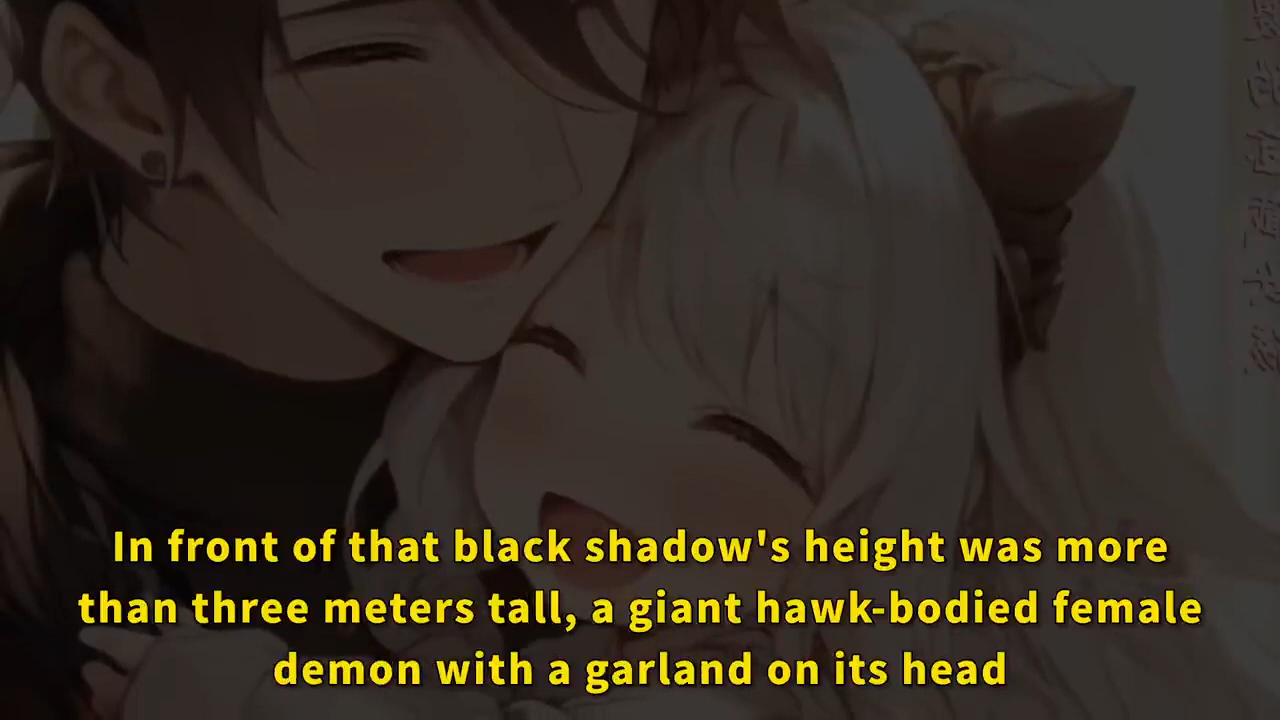 In front of that black shadow's height was more
than three meters tall, a giant hawk-bodied female
demon with a garland on its head